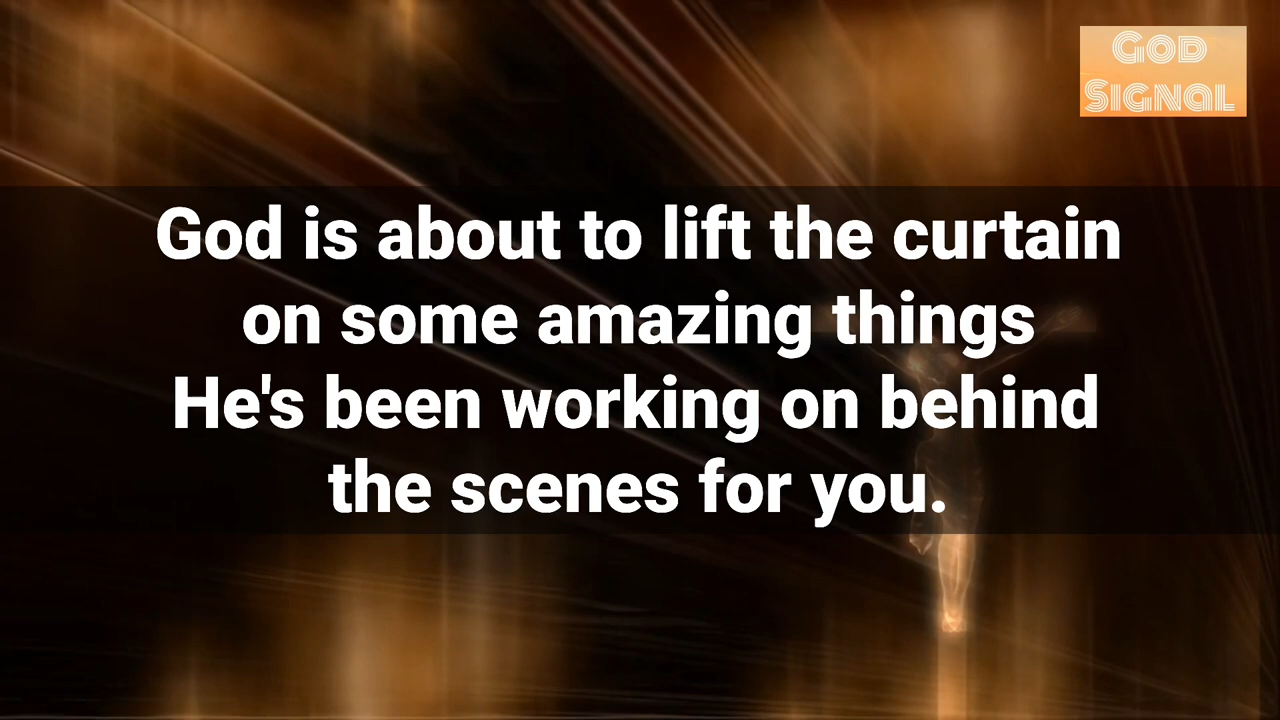 God
Signal
God is about to lift the curtain
on some amazing things
He's been working on behind
the scenes for you.